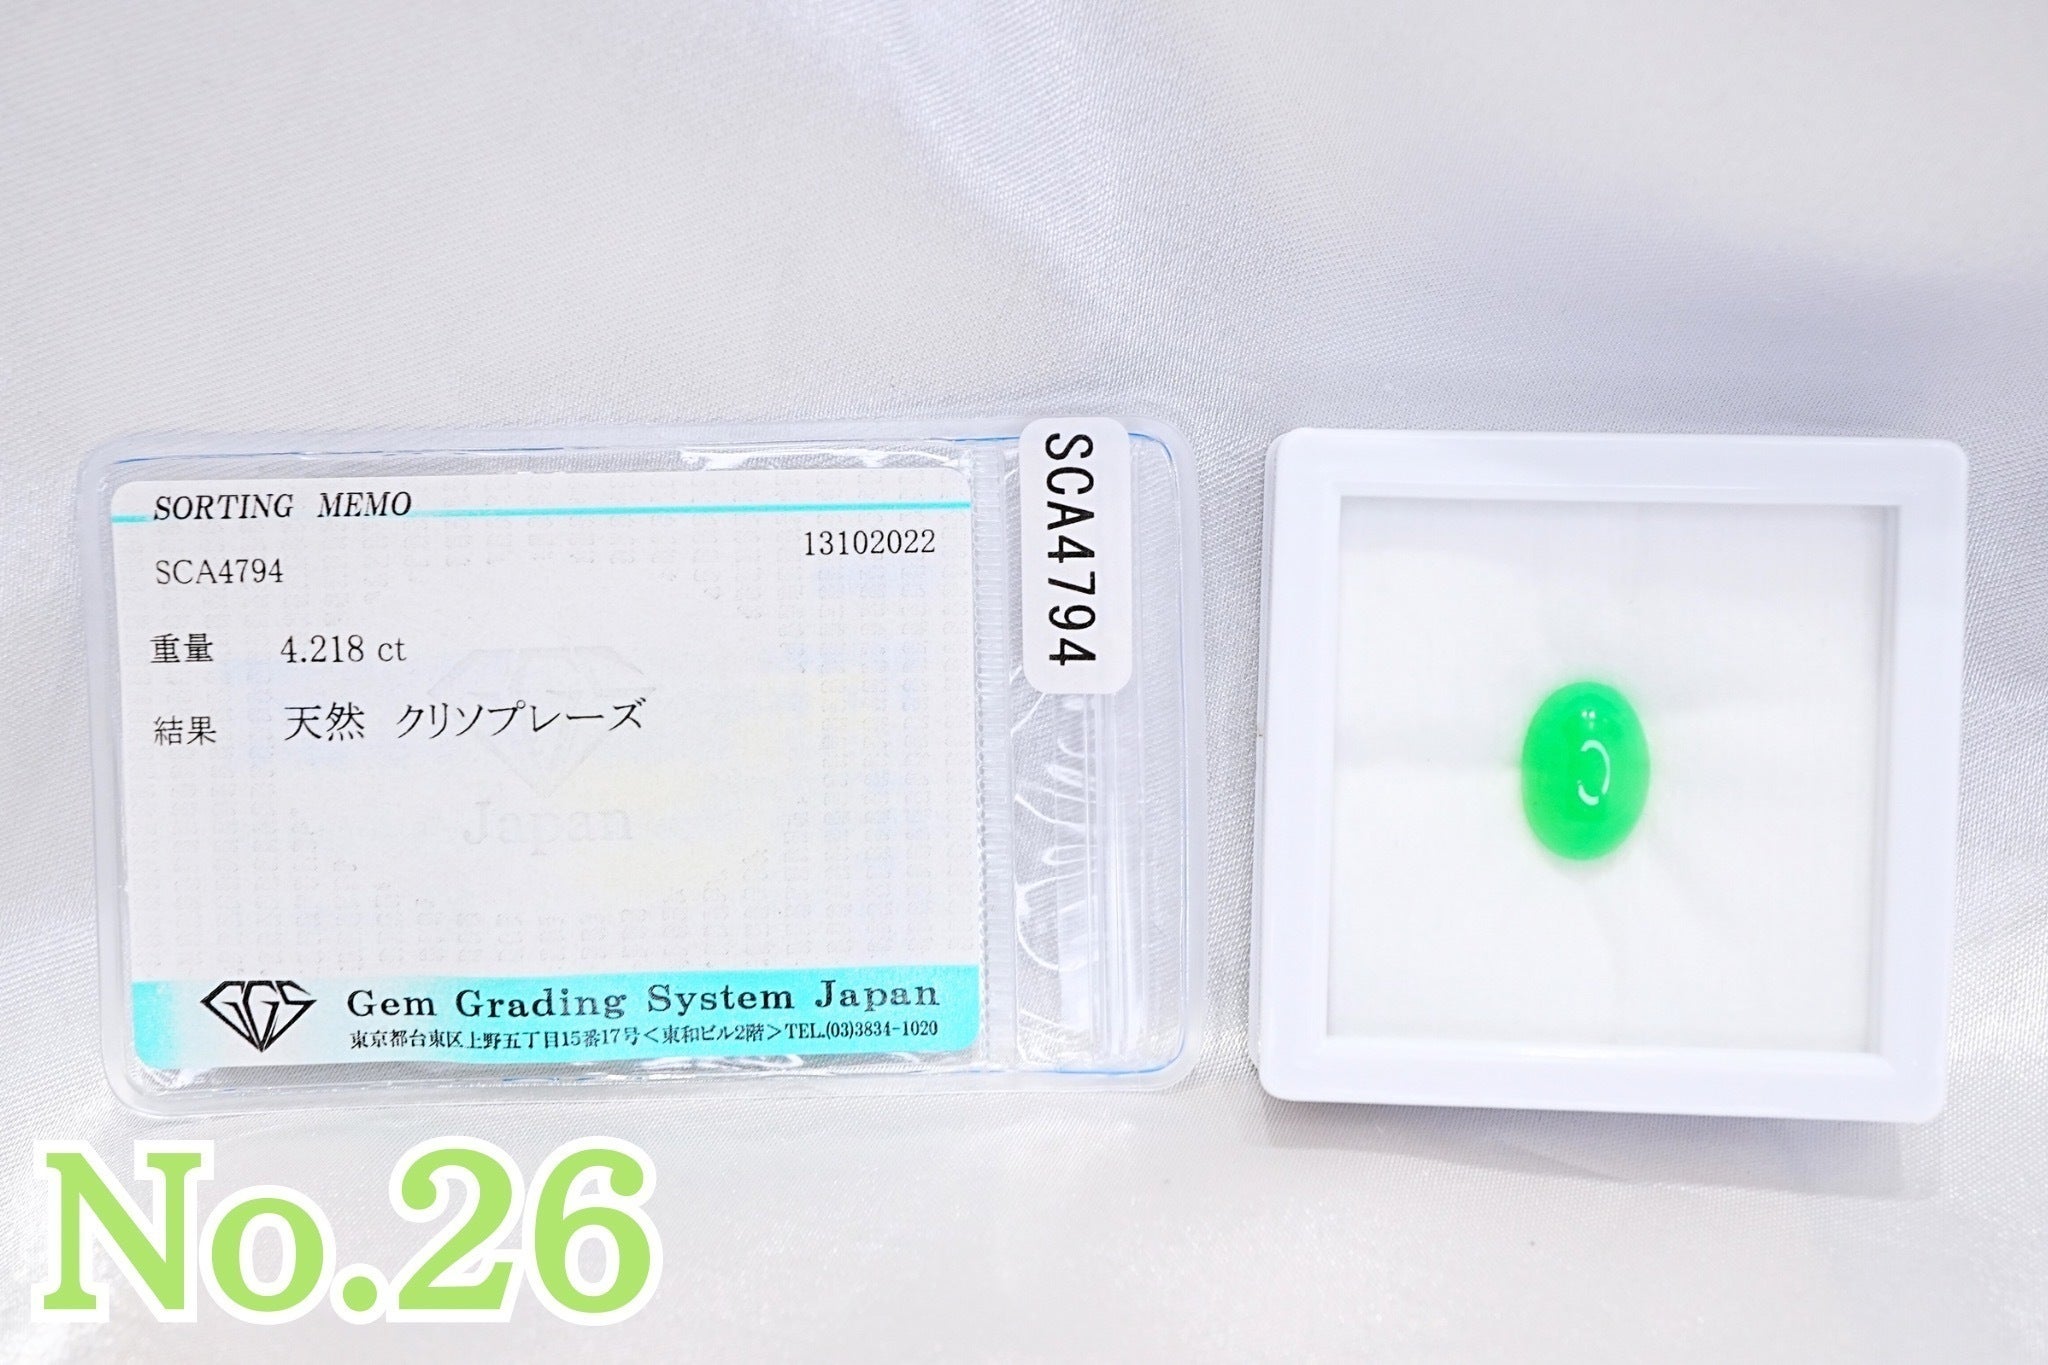 SORTING MEMO
13102022
SCA4794
重量 4.218 ct
結果 天然 クリソプレーズ
Japan
GGS
Gem Grading System Japan
東京都台東区上野五丁目15番17号<東和ビル2階>TEL.(03)3834-1020
SCA4794
No.26